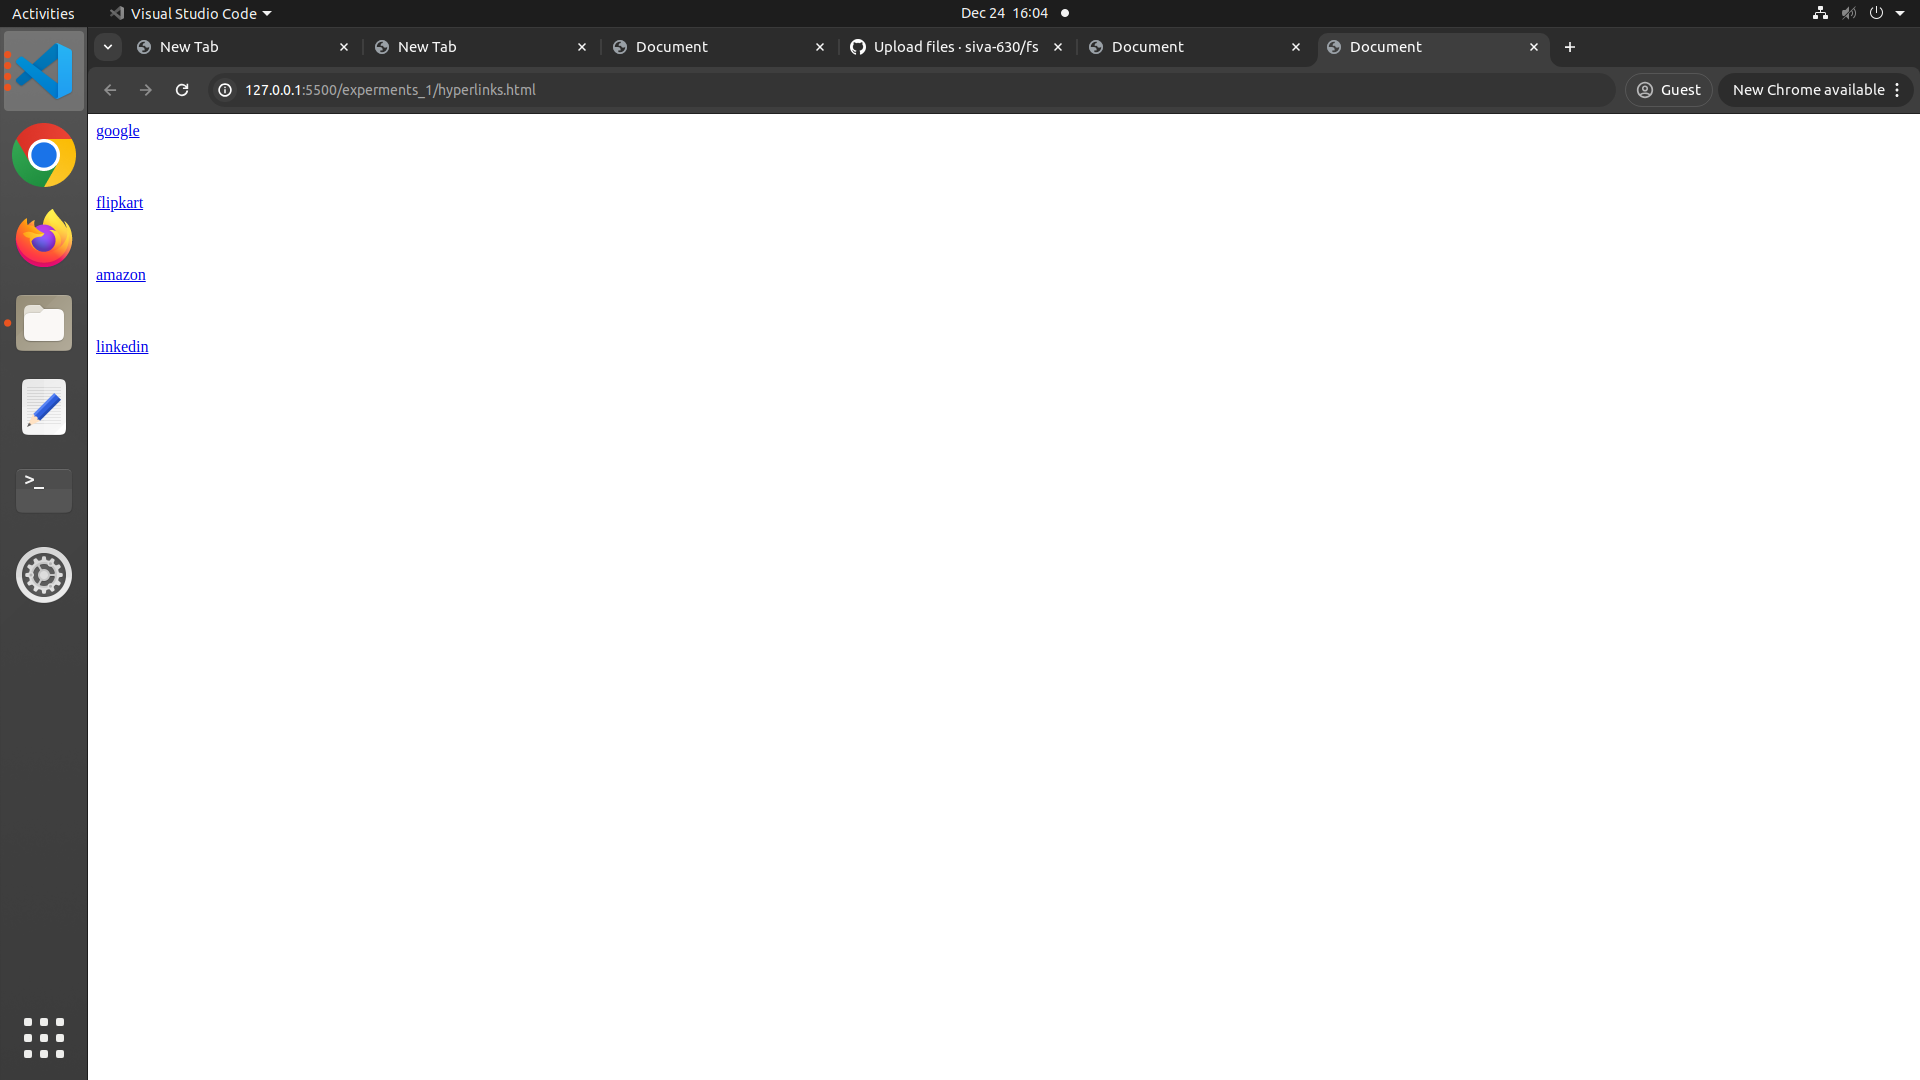 Activities Visual Studio Code Dec 24 16:04
New Tab New Tab Document Upload files · siva-630/fs Document Document
127.0.0.1:5500/experments_1/hyperlinks.html Guest New Chrome available
google
flipkart
amazon
linkedin
>_